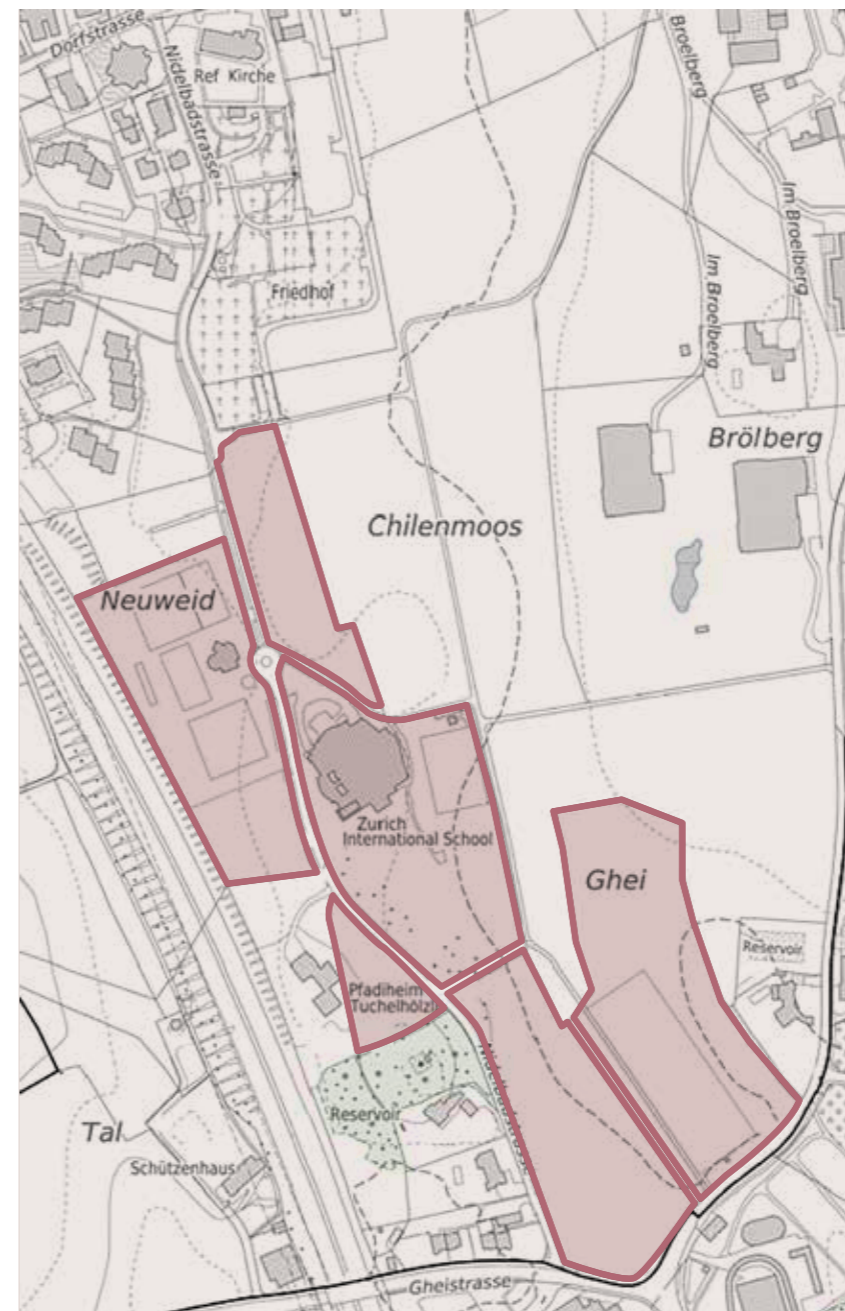 Dorfstrasse
Nidelbadstrasse
Ref Kirche
Broelberg
Im Broelberg
Im Broelberg
Friedhof
Brölberg
Chilenmoos
Neuweid
Zurich
International School
Ghei
Reservoir
Pfadiheim
Tuchelhölzli
Nidelbadstrasse
Reservoir
Tal
Schützenhaus
Gheistrasse